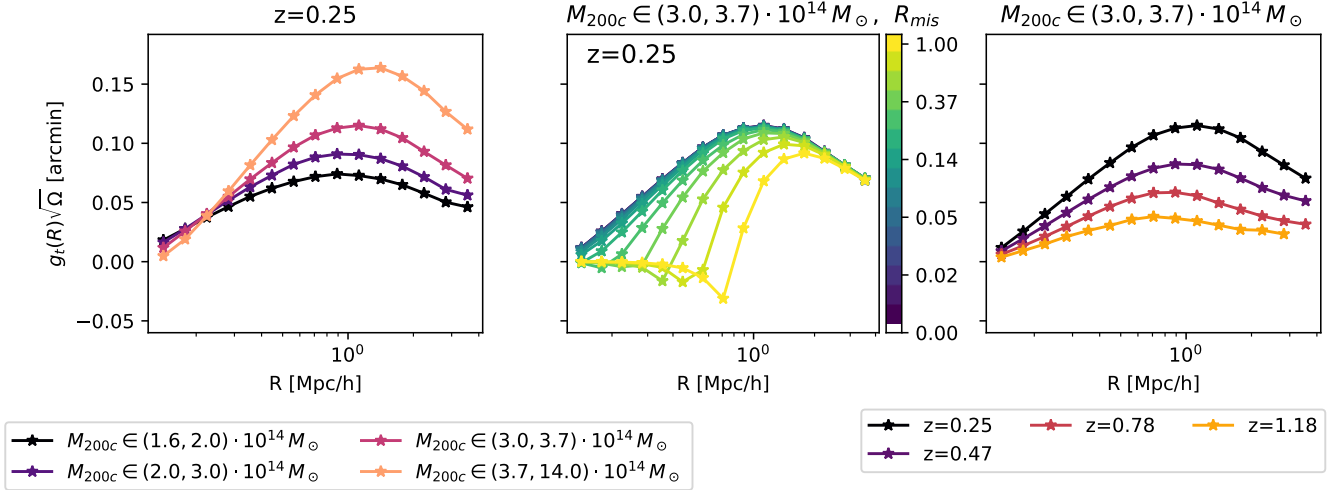 z=0.25
M_{200c} ∈ (3.0, 3.7) · 10^{14} M_⊙, R_{mis}
M_{200c} ∈ (3.0, 3.7) · 10^{14} M_⊙
g_t(R)√Ω [arcmin]
0.15
0.10
0.05
0.00
−0.05
10^0
R [Mpc/h]
z=0.25
10^0
R [Mpc/h]
1.00
0.37
0.14
0.05
0.02
0.00
10^0
R [Mpc/h]
M_{200c} ∈ (1.6, 2.0) · 10^{14} M_⊙
M_{200c} ∈ (2.0, 3.0) · 10^{14} M_⊙
M_{200c} ∈ (3.0, 3.7) · 10^{14} M_⊙
M_{200c} ∈ (3.7, 14.0) · 10^{14} M_⊙
z=0.25
z=0.47
z=0.78
z=1.18